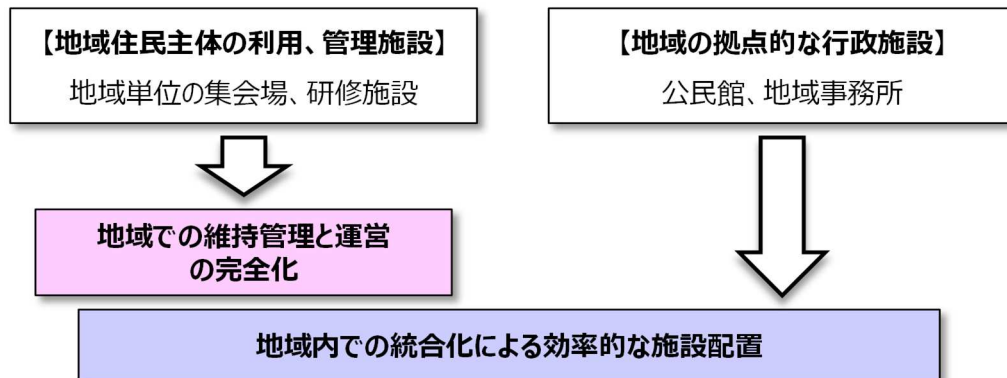 【地域住民主体の利用、管理施設】
地域単位の集会場、研修施設
【地域の拠点的な行政施設】
公民館、地域事務所
地域での維持管理と運営
の完全化
地域内での統合化による効率的な施設配置